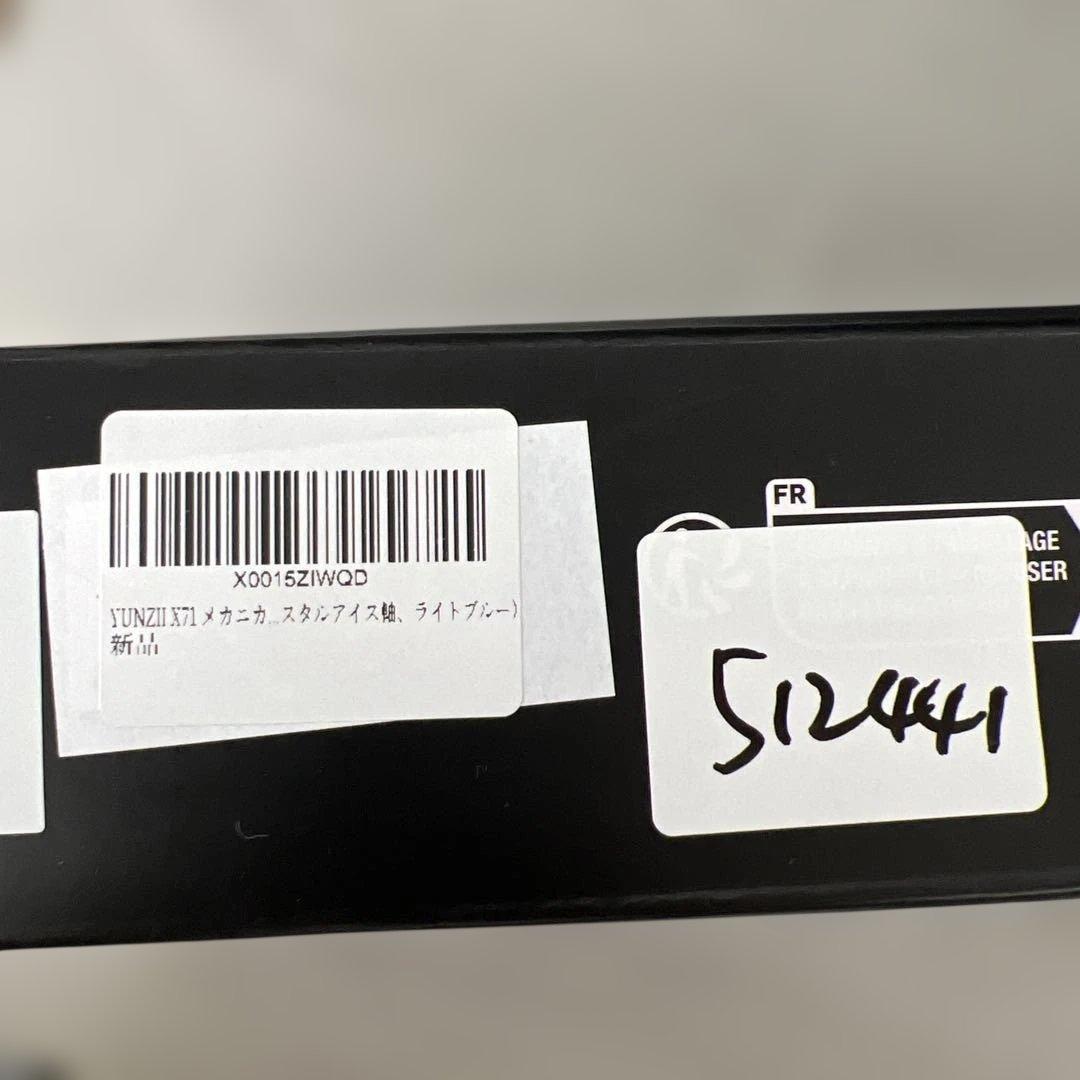 X0015ZIWQD
YUNZII X71 メカニカ...スタルアイス軸、ライトブルー)
新品
FR
AGE
SER
512441